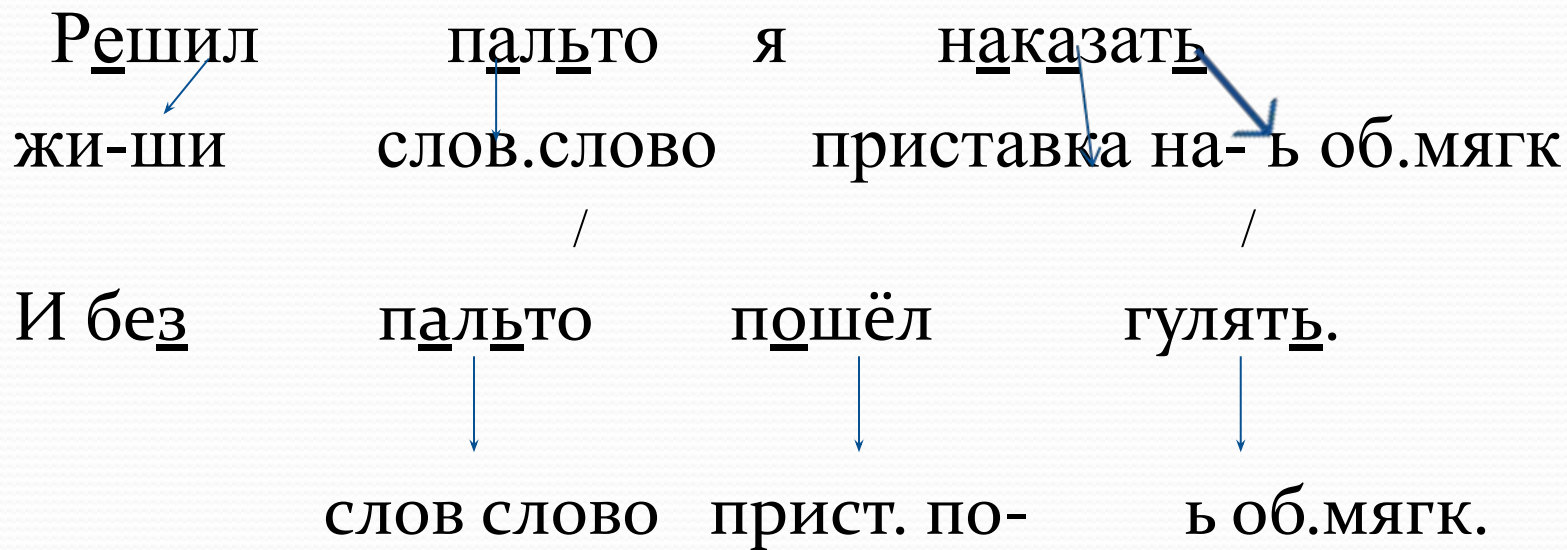 Решил пальто я наказать
жи-ши слов.слово приставка на- ь об.мягк
/ /
И без пальто пошёл гулять.
слов слово прист. по- ь об.мягк.